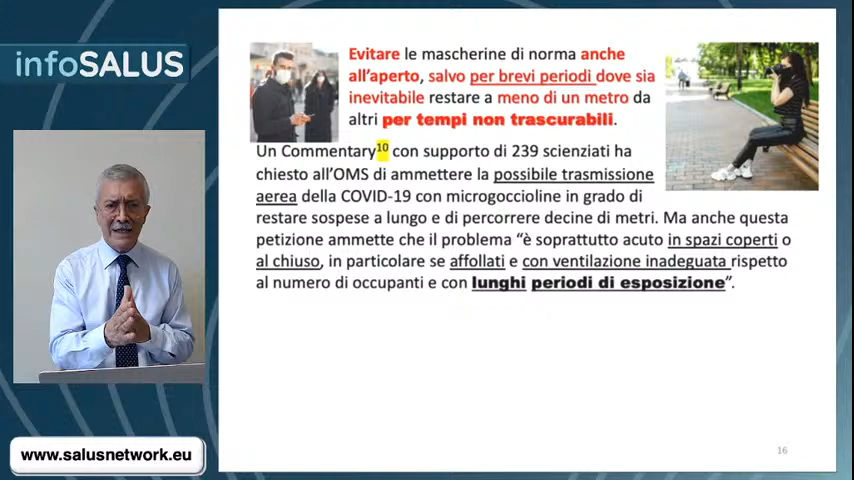 infoSALUS
Evitare le mascherine di norma anche
all'aperto, salvo per brevi periodi dove sia
inevitabile restare a meno di un metro da
altri per tempi non trascurabili.
Un Commentary10 con supporto di 239 scienziati ha
chiesto all'OMS di ammettere la possibile trasmissione
aerea della COVID-19 con microgoccioline in grado di
restare sospese a lungo e di percorrere decine di metri. Ma anche questa
petizione ammette che il problema “è soprattutto acuto in spazi coperti o
al chiuso, in particolare se affollati e con ventilazione inadeguata rispetto
al numero di occupanti e con lunghi periodi di esposizione”.
www.salusnetwork.eu
16